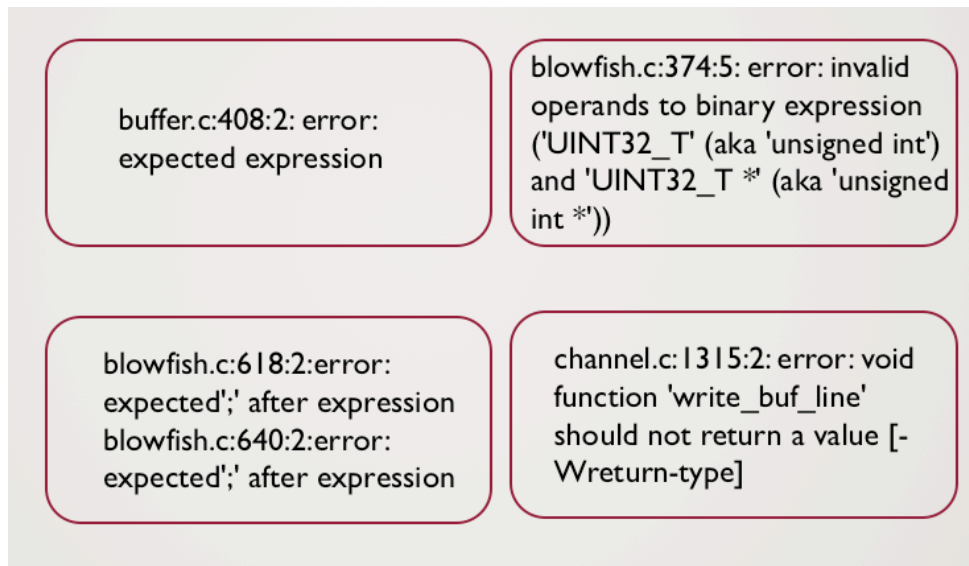 buffer.c:408:2: error:
expected expression
blowfish.c:374:5: error: invalid
operands to binary expression
('UINT32_T' (aka 'unsigned int')
and 'UINT32_T *' (aka 'unsigned
int *'))
blowfish.c:618:2:error:
expected';' after expression
blowfish.c:640:2:error:
expected';' after expression
channel.c:1315:2: error: void
function 'write_buf_line'
should not return a value [-
Wreturn-type]